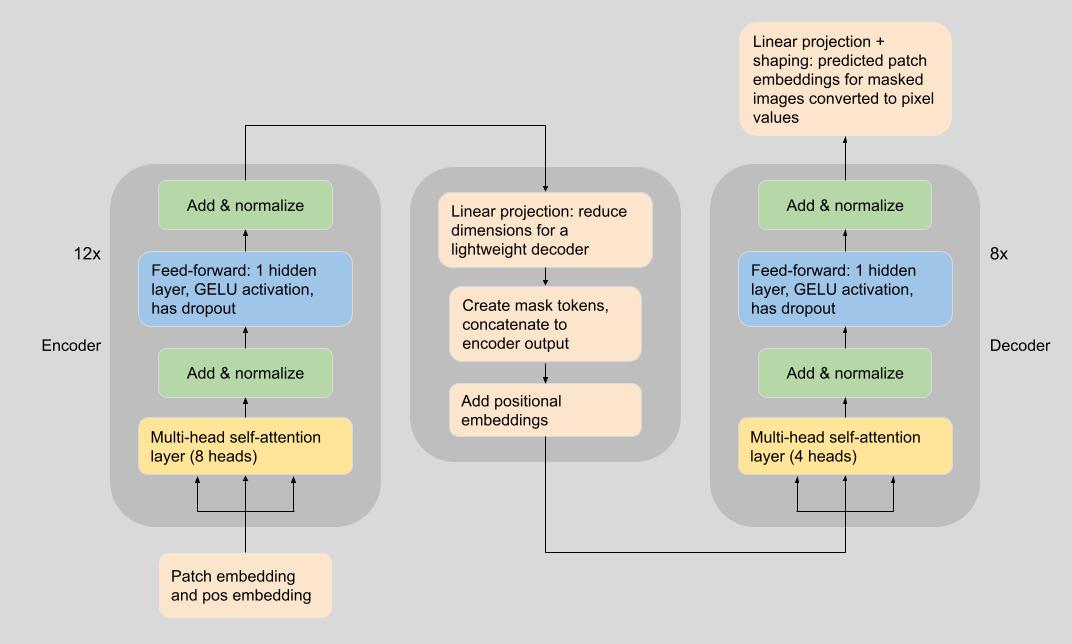 12x
Encoder
Add & normalize
Feed-forward: 1 hidden
layer, GELU activation,
has dropout
Add & normalize
Multi-head self-attention
layer (8 heads)
Patch embedding
and pos embedding
Linear projection: reduce
dimensions for a
lightweight decoder
Create mask tokens,
concatenate to
encoder output
Add positional
embeddings
Linear projection +
shaping: predicted patch
embeddings for masked
images converted to pixel
values
Add & normalize
Feed-forward: 1 hidden
layer, GELU activation,
has dropout
Add & normalize
Multi-head self-attention
layer (4 heads)
8x
Decoder